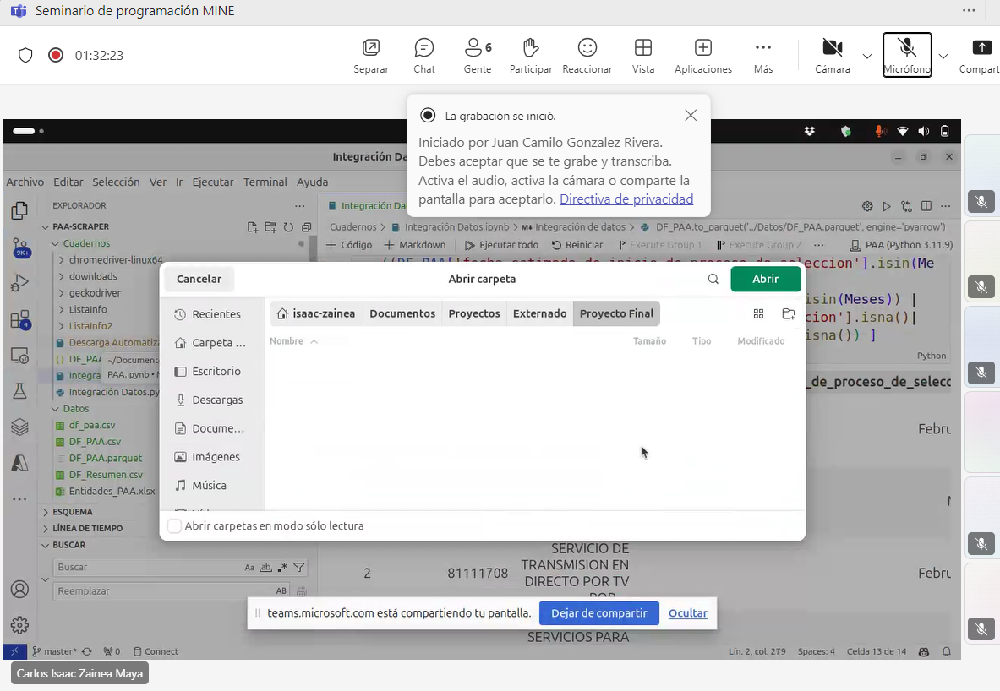 Seminario de programación MINE
01:32:23
Separar
Chat
6
Gente
Participar
Reaccionar
Vista
Aplicaciones
Más
Cámara
Micrófono
Compart
La grabación se inició.
Iniciado por Juan Camilo Gonzalez Rivera.
Debes aceptar que se te grabe y transcriba.
Activa el audio, activa la cámara o comparte la
pantalla para aceptarlo. Directiva de privacidad
Integración Da
Archivo Editar Selección Ver Ir Ejecutar Terminal Ayuda
EXPLORADOR
Integración Da
PAA-SCRAPER
Cuadernos > Integración Datos.ipynb > M↓ Integración de datos > DF_PAA.to_parquet('../Datos/DF_PAA.parquet', engine='pyarrow')
Cuadernos
+ Código + Markdown Ejecutar todo Reiniciar Execute Group 1 Execute Group 2 ... PAA (Python 3.11.9)
9K+
chromedriver-linux64
downloads
geckodriver
ListaInfo
ListaInfo2
4
Descarga Automatiza
DF_PAA
~/Document
Integra
PAA.ipynb • M
Integración Datos.py
Datos
df_paa.csv
DF_PAA.csv
DF_PAA.parquet
DF_Resumen.csv
Entidades_PAA.xlsx
ESQUEMA
LÍNEA DE TIEMPO
BUSCAR
Buscar
Aa ab
Reemplazar
AB
seleccion'].isin(Me
isin(Meses)) |
cion'].isna()|
isna()) ]
Python
_de_proceso_de_selecc
Febru
Cancelar
Abrir carpeta
Abrir
Recientes
isaac-zainea Documentos Proyectos Externado Proyecto Final
Carpeta ...
Nombre Tamaño Tipo Modificado
Escritorio
Descargas
Docume...
Imágenes
Música
Abrir carpetas en modo sólo lectura
2
81111708
SERVICIO DE
TRANSMISION EN
DIRECTO POR TV
POR
SERVICIOS PARA
Febru
teams.microsoft.com está compartiendo tu pantalla.
Dejar de compartir
Ocultar
master* 0 Connect
Lín. 2, col. 279 Spaces: 4 Celda 13 de 14
Carlos Isaac Zainea Maya